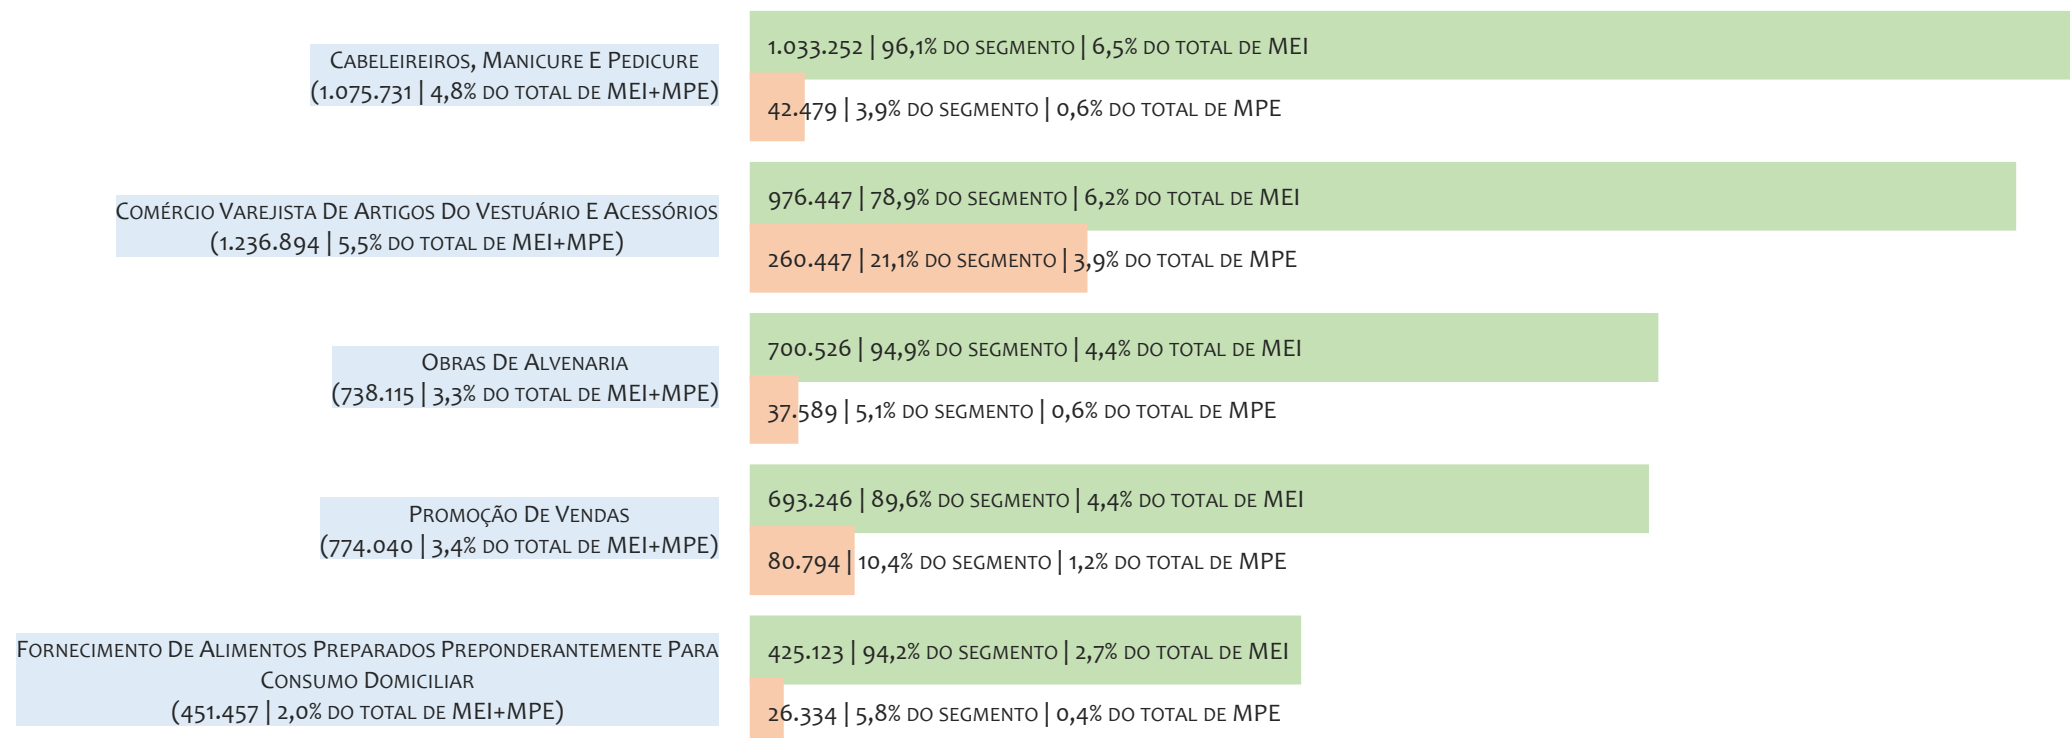 Cabeleireiros, Manicure E Pedicure
(1.075.731 | 4,8% do total de MEI+MPE)
1.033.252 | 96,1% do segmento | 6,5% do total de MEI
42.479 | 3,9% do segmento | 0,6% do total de MPE
Comércio Varejista De Artigos Do Vestuário E Acessórios
(1.236.894 | 5,5% do total de MEI+MPE)
976.447 | 78,9% do segmento | 6,2% do total de MEI
260.447 | 21,1% do segmento | 3,9% do total de MPE
Obras De Alvenaria
(738.115 | 3,3% do total de MEI+MPE)
700.526 | 94,9% do segmento | 4,4% do total de MEI
37.589 | 5,1% do segmento | 0,6% do total de MPE
Promoção De Vendas
(774.040 | 3,4% do total de MEI+MPE)
693.246 | 89,6% do segmento | 4,4% do total de MEI
80.794 | 10,4% do segmento | 1,2% do total de MPE
Fornecimento De Alimentos Preparados Preponderantemente Para
Consumo Domiciliar
(451.457 | 2,0% do total de MEI+MPE)
425.123 | 94,2% do segmento | 2,7% do total de MEI
26.334 | 5,8% do segmento | 0,4% do total de MPE